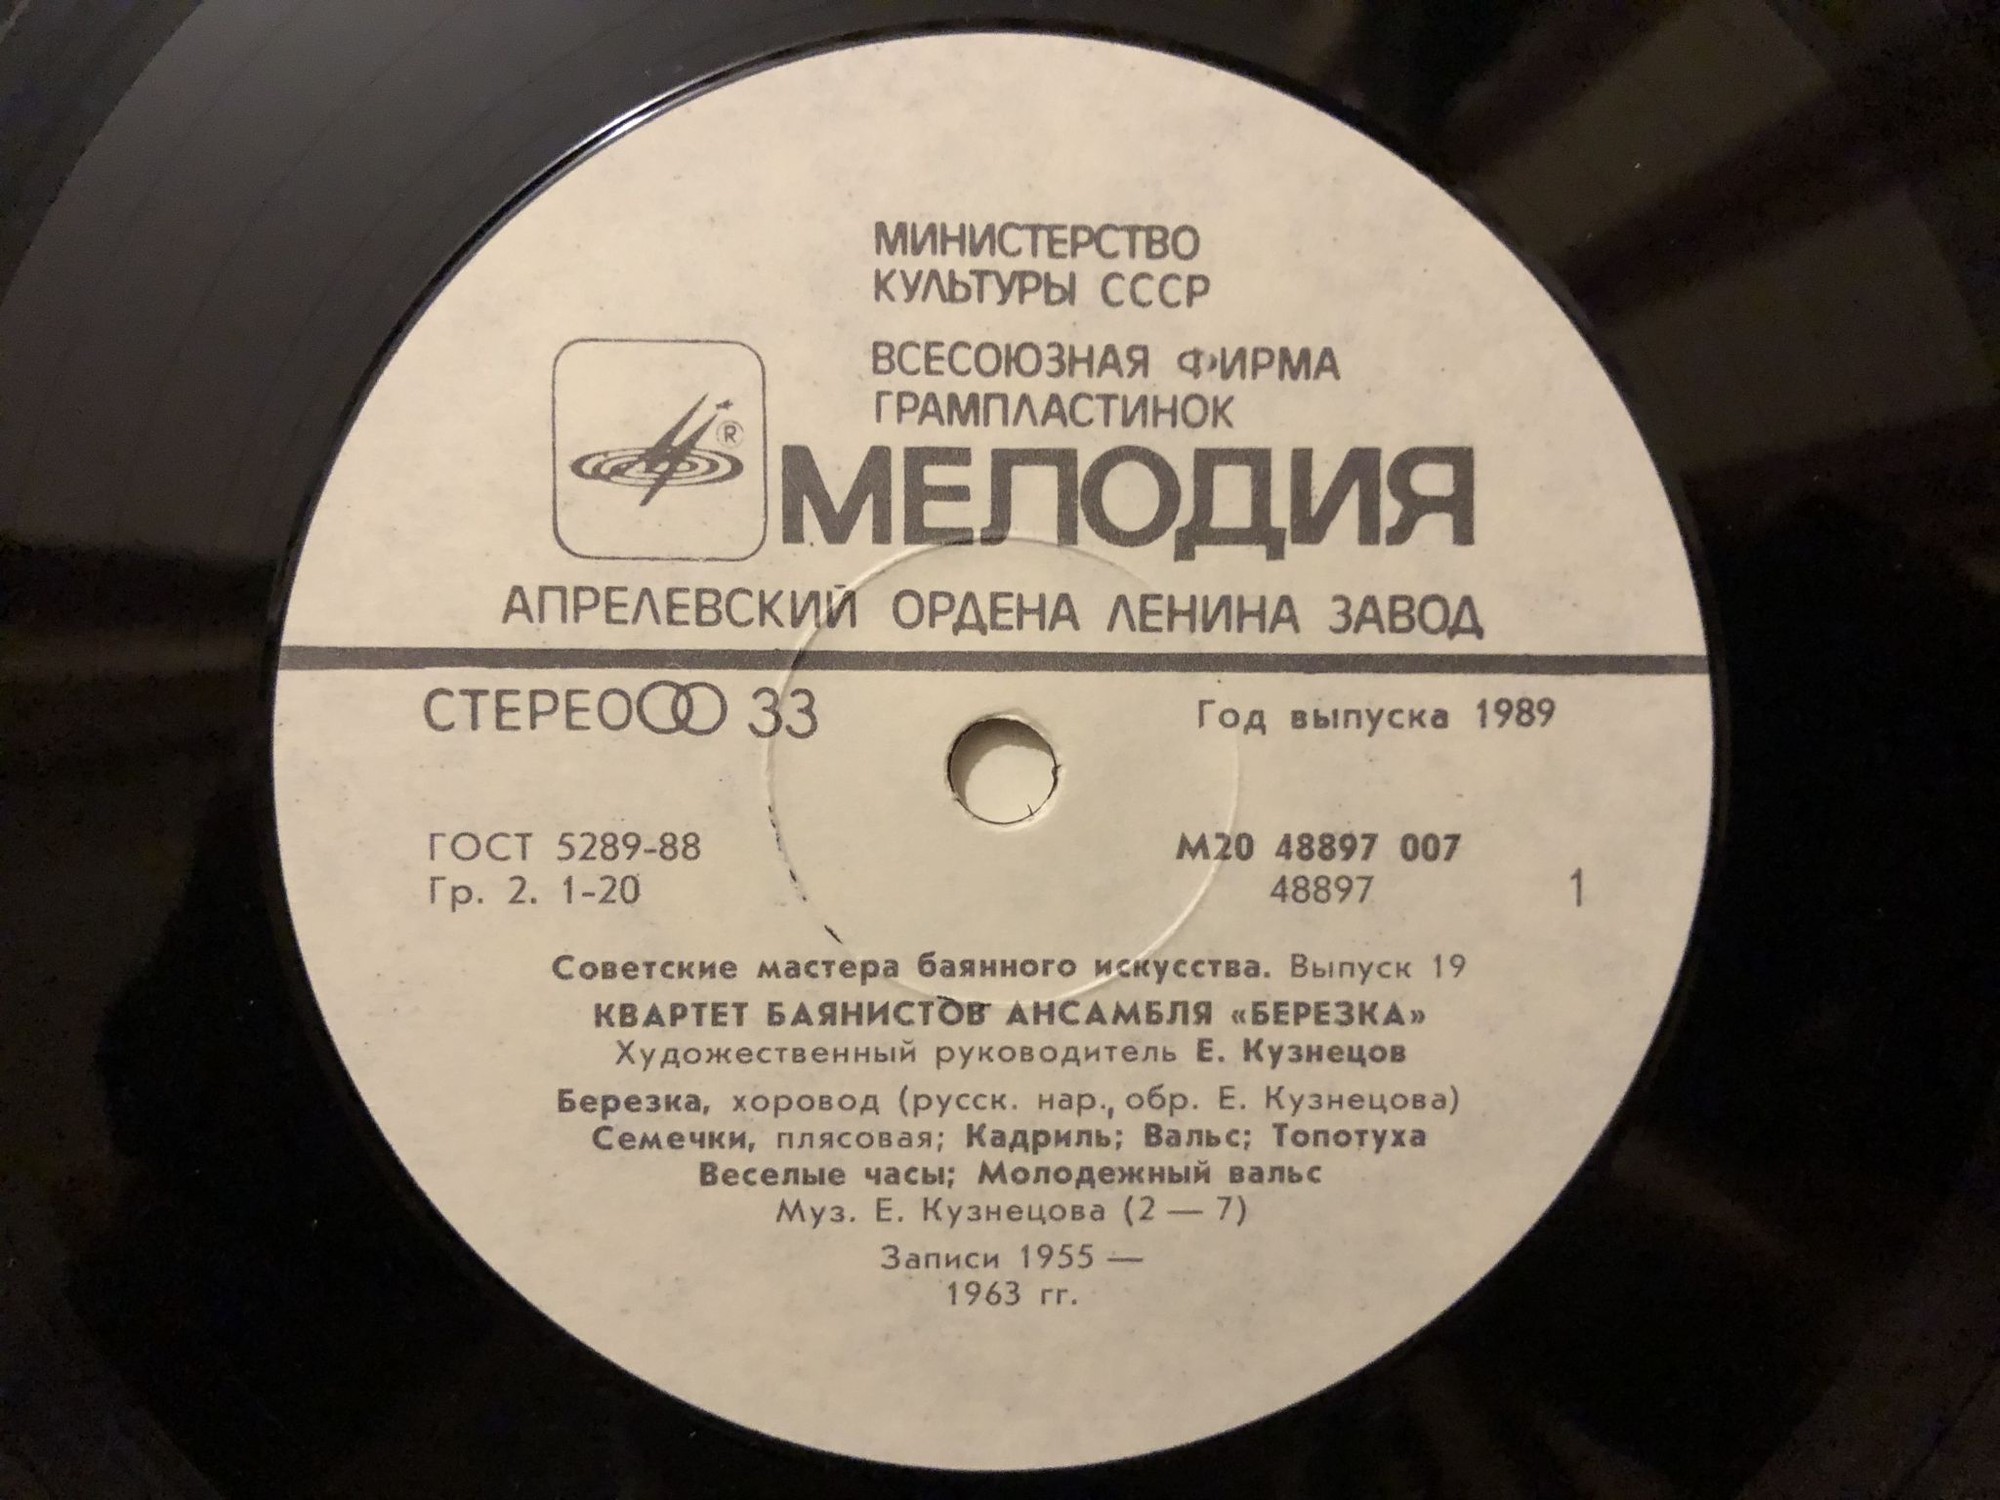 МИНИСТЕРСТВО
КУЛЬТУРЫ СССР
ВСЕСОЮЗНАЯ ФИРМА
ГРАМПЛАСТИНОК
®
МЕЛОДИЯ
АПРЕЛЕВСКИЙ ОРДЕНА ЛЕНИНА ЗАВОД
СТЕРЕО 33 Год выпуска 1989
ГОСТ 5289-88 М20 48897 007
Гр. 2. 1-20 48897 1
Советские мастера баянного искусства. Выпуск 19
КВАРТЕТ БАЯНИСТОВ АНСАМБЛЯ «БЕРЕЗКА»
Художественный руководитель Е. Кузнецов
Березка, хоровод (русск. нар., обр. Е. Кузнецова)
Семечки, плясовая; Кадриль; Вальс; Топотуха
Веселые часы; Молодежный вальс
Муз. Е. Кузнецова (2 — 7)
Записи 1955 —
1963 гг.